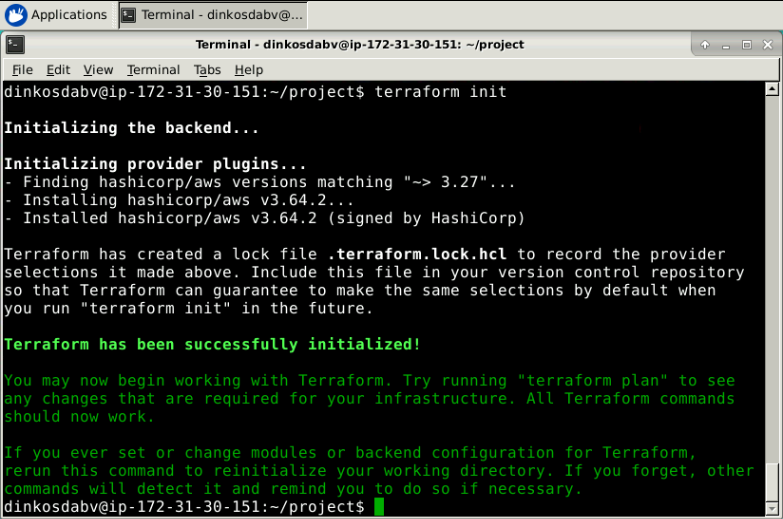 Applications Terminal - dinkosdabv@...
Terminal - dinkosdabv@ip-172-31-30-151: ~/project
File Edit View Terminal Tabs Help
dinkosdabv@ip-172-31-30-151:~/project$ terraform init
Initializing the backend...
Initializing provider plugins...
- Finding hashicorp/aws versions matching "~> 3.27"...
- Installing hashicorp/aws v3.64.2...
- Installed hashicorp/aws v3.64.2 (signed by HashiCorp)
Terraform has created a lock file .terraform.lock.hcl to record the provider
selections it made above. Include this file in your version control repository
so that Terraform can guarantee to make the same selections by default when
you run "terraform init" in the future.
Terraform has been successfully initialized!
You may now begin working with Terraform. Try running "terraform plan" to see
any changes that are required for your infrastructure. All Terraform commands
should now work.
If you ever set or change modules or backend configuration for Terraform,
rerun this command to reinitialize your working directory. If you forget, other
commands will detect it and remind you to do so if necessary.
dinkosdabv@ip-172-31-30-151:~/project$